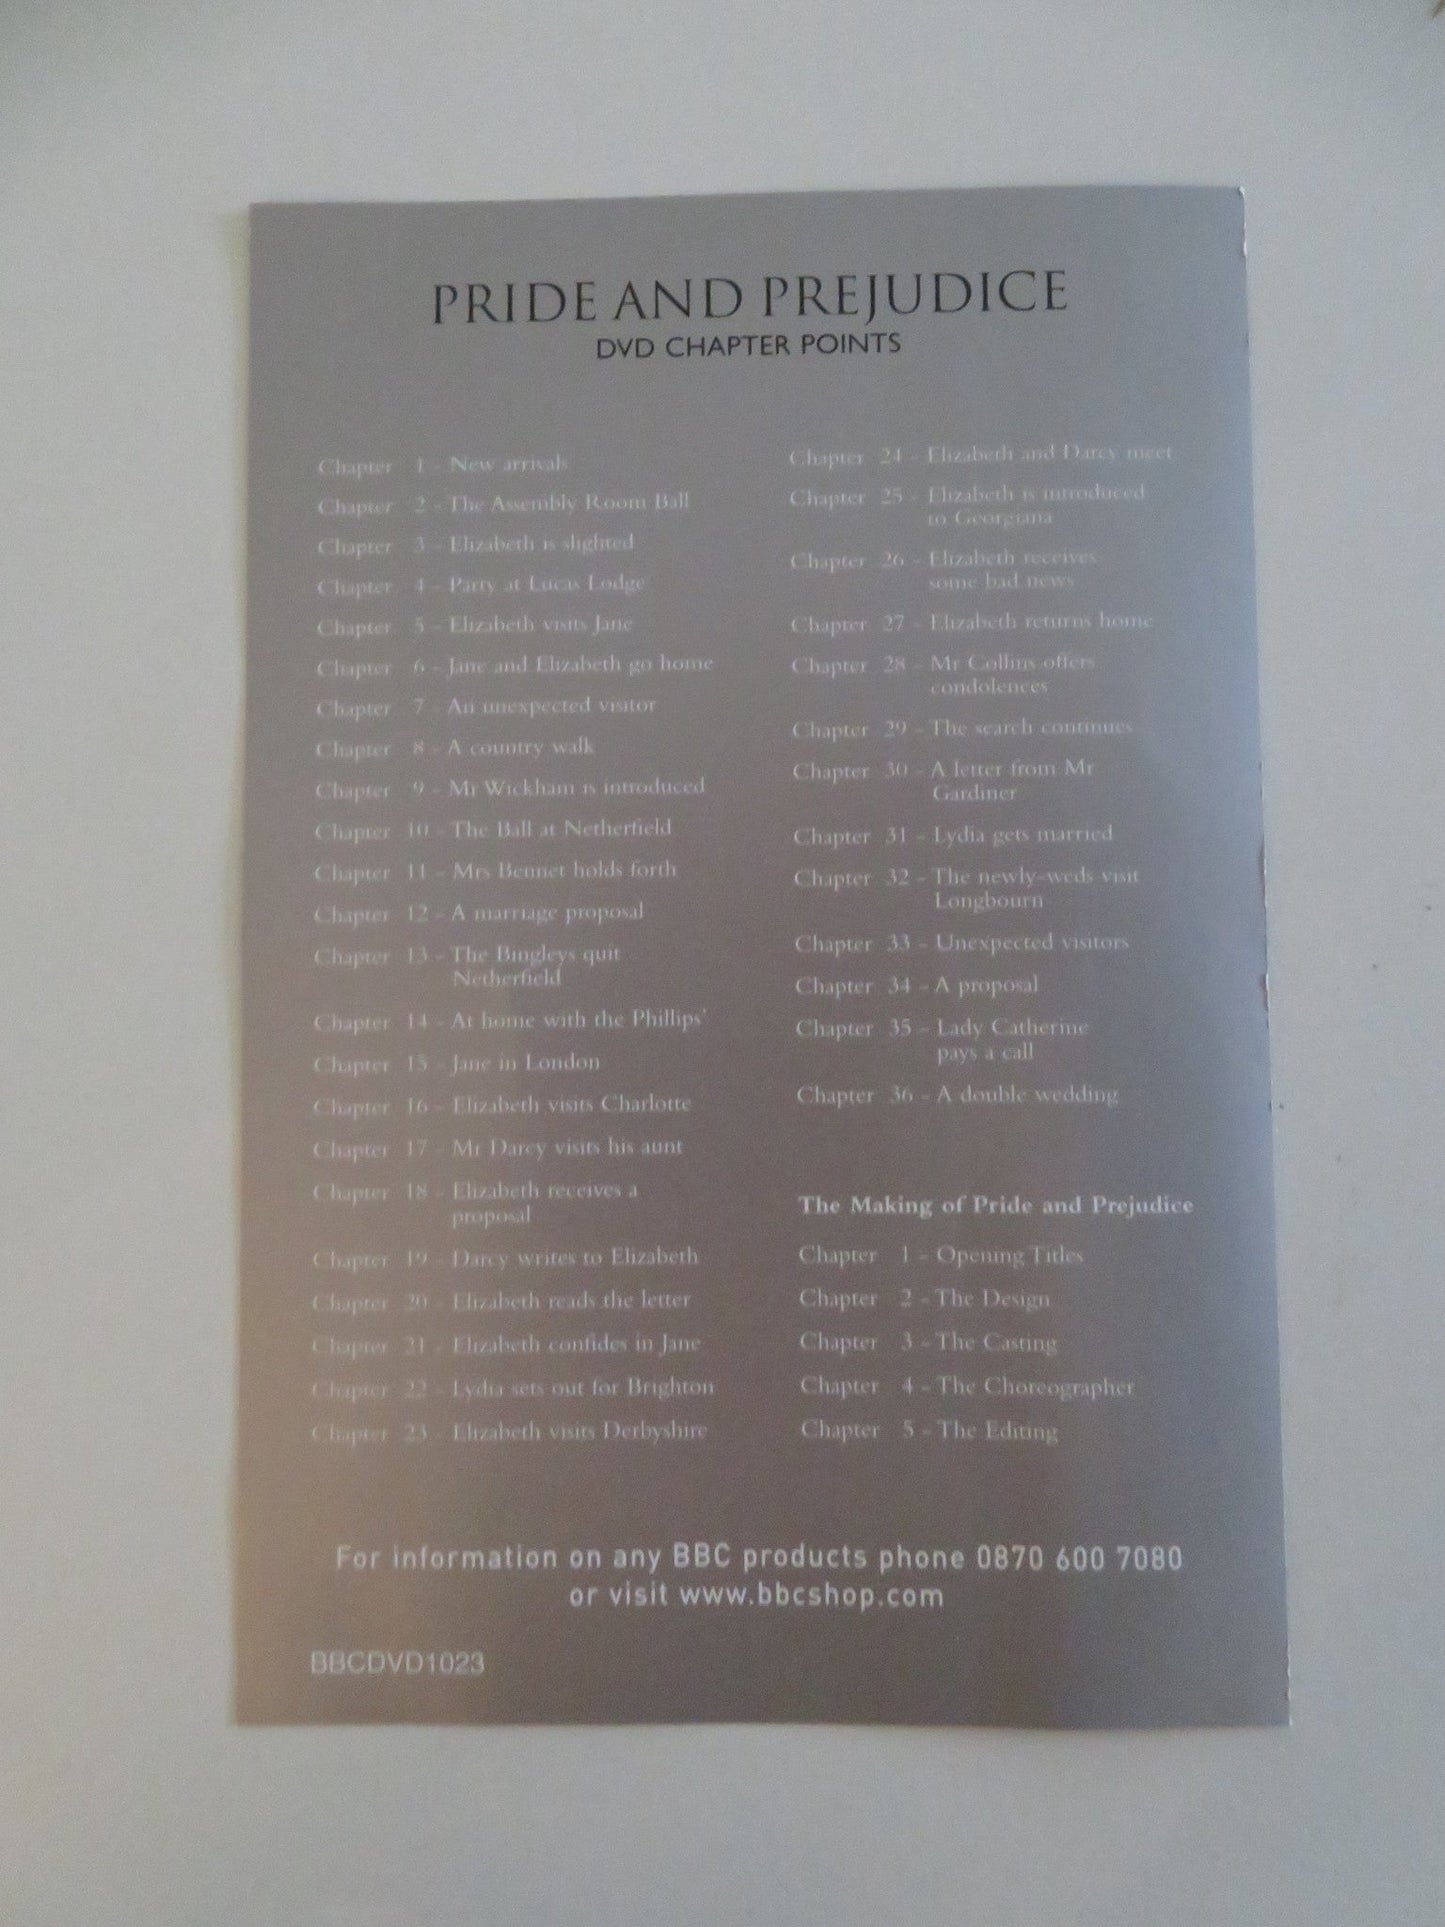 PRIDE AND PREJUDICE
DVD CHAPTER POINTS
Chapter 1 - New arrivals
Chapter 2 - The Assembly Room Ball
Chapter 3 - Elizabeth is slighted
Chapter 4 - Party at Lucas Lodge
Chapter 5 - Elizabeth visits Jane
Chapter 6 - Jane and Elizabeth go home
Chapter 7 - An unexpected visitor
Chapter 8 - A country walk
Chapter 9 - Mr Wickham is introduced
Chapter 10 - The Ball at Netherfield
Chapter 11 - Mrs Bennet holds forth
Chapter 12 - A marriage proposal
Chapter 13 - The Bingleys quit
Netherfield
Chapter 14 - At home with the Phillips'
Chapter 15 - Jane in London
Chapter 16 - Elizabeth visits Charlotte
Chapter 17 - Mr Darcy visits his aunt
Chapter 18 - Elizabeth receives a
proposal
Chapter 19 - Darcy writes to Elizabeth
Chapter 20 - Elizabeth reads the letter
Chapter 21 - Elizabeth confides in Jane
Chapter 22 - Lydia sets out for Brighton
Chapter 23 - Elizabeth visits Derbyshire
Chapter 24 - Elizabeth and Darcy meet
Chapter 25 - Elizabeth is introduced
to Georgiana
Chapter 26 - Elizabeth receives
some bad news
Chapter 27 - Elizabeth returns home
Chapter 28 - Mr Collins offers
condolences
Chapter 29 - The search continues
Chapter 30 - A letter from Mr
Gardiner
Chapter 31 - Lydia gets married
Chapter 32 - The newly-weds visit
Longbourn
Chapter 33 - Unexpected visitors
Chapter 34 - A proposal
Chapter 35 - Lady Catherine
pays a call
Chapter 36 - A double wedding
The Making of Pride and Prejudice
Chapter 1 - Opening Titles
Chapter 2 - The Design
Chapter 3 - The Casting
Chapter 4 - The Choreographer
Chapter 5 - The Editing
For information on any BBC products phone 0870 600 7080
or visit www.bbcshop.com
BBCDVD1023